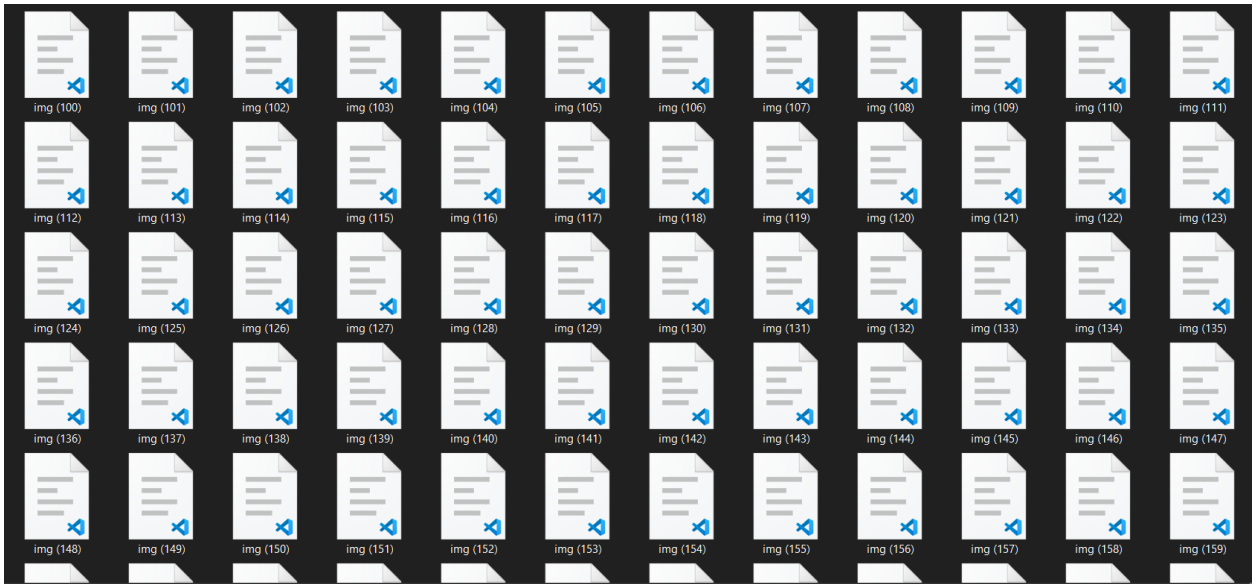 img (100) img (101) img (102) img (103) img (104) img (105) img (106) img (107) img (108) img (109) img (110) img (111)
img (112) img (113) img (114) img (115) img (116) img (117) img (118) img (119) img (120) img (121) img (122) img (123)
img (124) img (125) img (126) img (127) img (128) img (129) img (130) img (131) img (132) img (133) img (134) img (135)
img (136) img (137) img (138) img (139) img (140) img (141) img (142) img (143) img (144) img (145) img (146) img (147)
img (148) img (149) img (150) img (151) img (152) img (153) img (154) img (155) img (156) img (157) img (158) img (159)